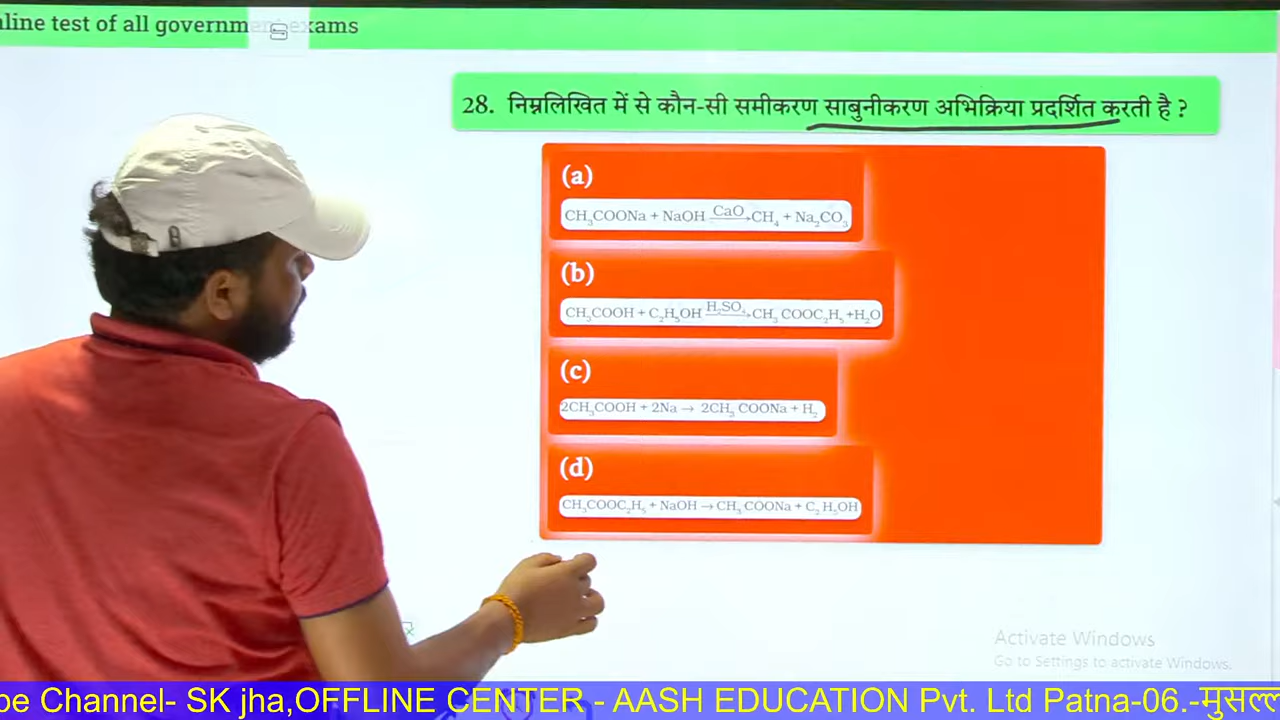 line test of all governm exams
28. निम्नलिखित में से कौन-सी समीकरण साबुनीकरण अभिक्रिया प्रदर्शित करती है ?
(a)
CH₃COONa + NaOH CaO→ CH₄ + Na₂CO₃
(b)
CH₃COOH + C₂H₅OH H₂SO₄→ CH₃ COOC₂H₅ +H₂O
(c)
2CH₃COOH + 2Na → 2CH₃ COONa + H₂
(d)
CH₃COOC₂H₅ + NaOH → CH₃ COONa + C₂ H₅OH
Activate Windows
Go to Settings to activate Windows.
be Channel- SK jha,OFFLINE CENTER - AASH EDUCATION Pvt. Ltd Patna-06.-मुसल्ल